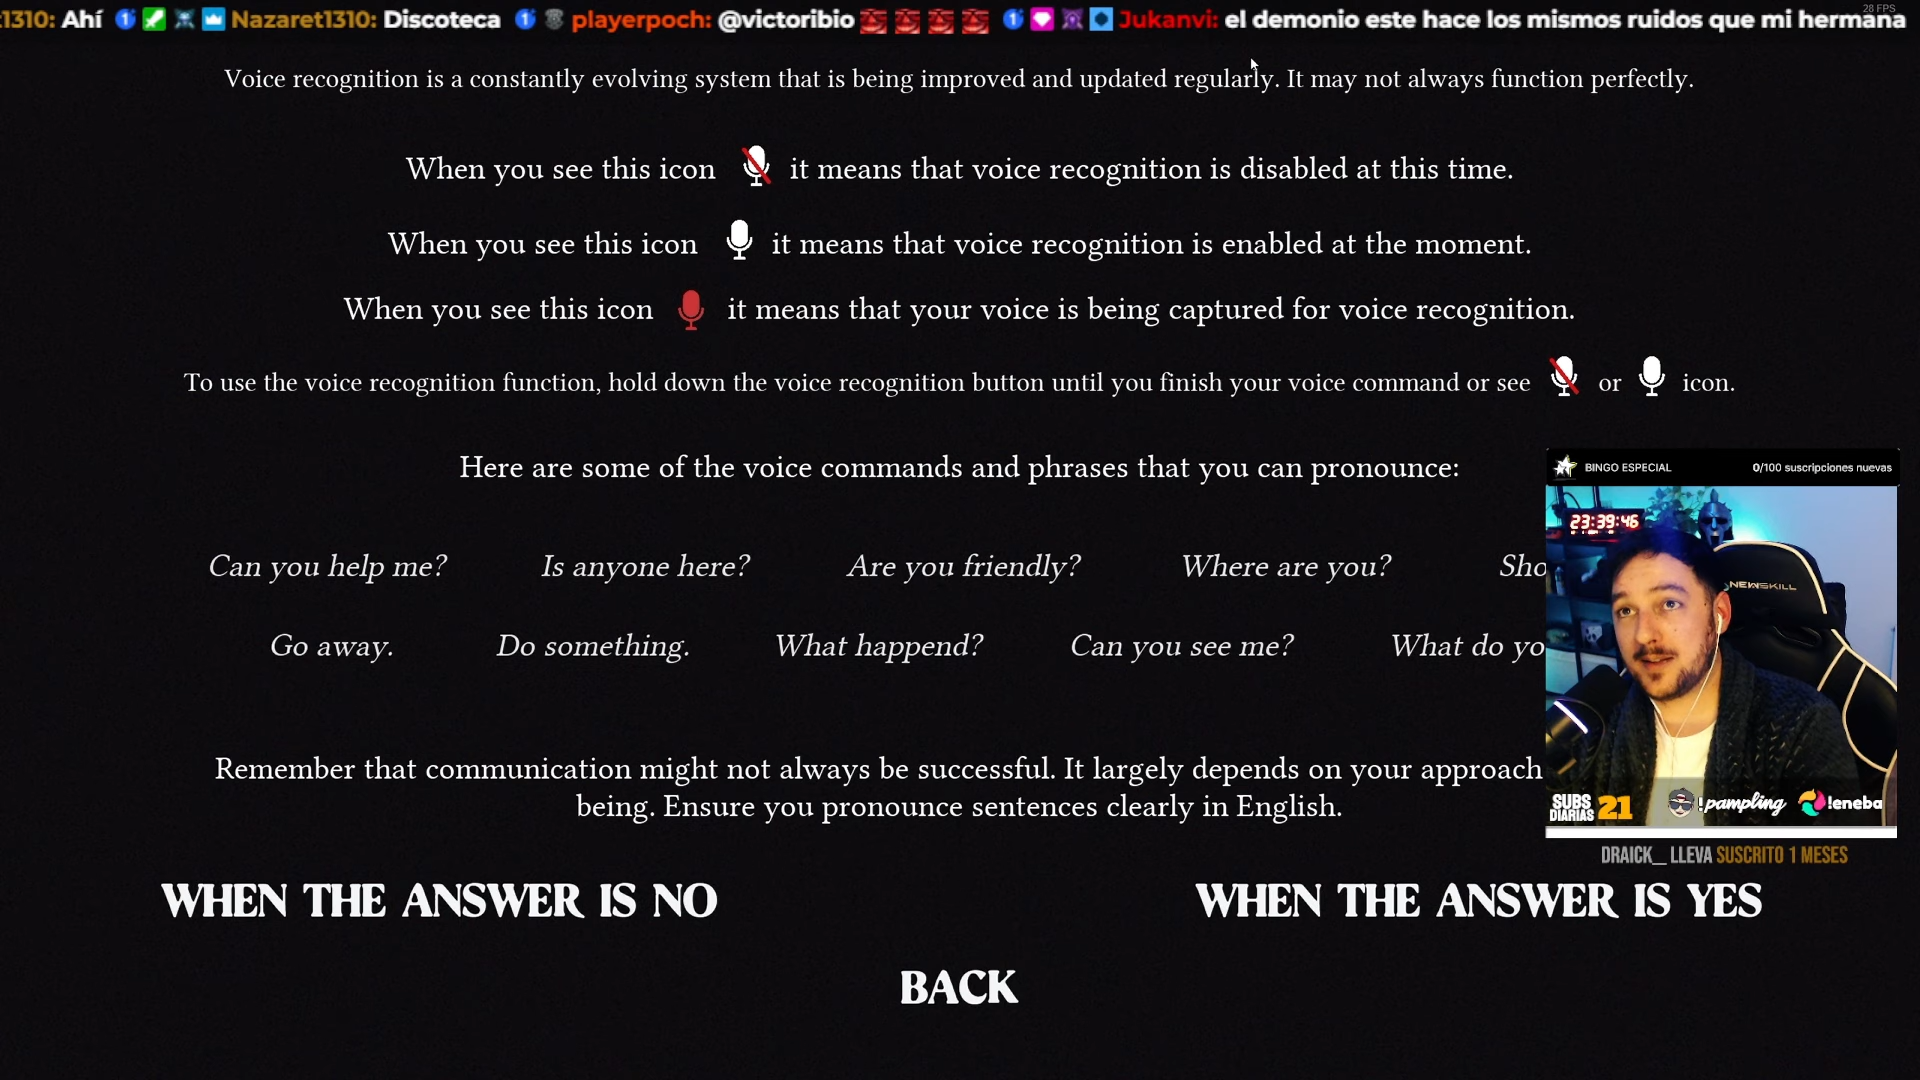 1310: Ahí Nazaret1310: Discoteca playerpoch: @victoribio Jukanvi: el demonio este hace los mismos ruidos que mi hermana
28 FPS
Voice recognition is a constantly evolving system that is being improved and updated regularly. It may not always function perfectly.
When you see this icon it means that voice recognition is disabled at this time.
When you see this icon it means that voice recognition is enabled at the moment.
When you see this icon it means that your voice is being captured for voice recognition.
To use the voice recognition function, hold down the voice recognition button until you finish your voice command or see or icon.
Here are some of the voice commands and phrases that you can pronounce:
BINGO ESPECIAL 0/100 suscripciones nuevas
23:39:46
NEWSKILL
Can you help me? Is anyone here? Are you friendly? Where are you? Sho
Go away. Do something. What happend? Can you see me? What do yo
Remember that communication might not always be successful. It largely depends on your approach
being. Ensure you pronounce sentences clearly in English.
SUBS DIARIAS 21 !pampling !eneba
DRAICK__ LLEVA SUSCRITO 1 MESES
WHEN THE ANSWER IS NO WHEN THE ANSWER IS YES
BACK